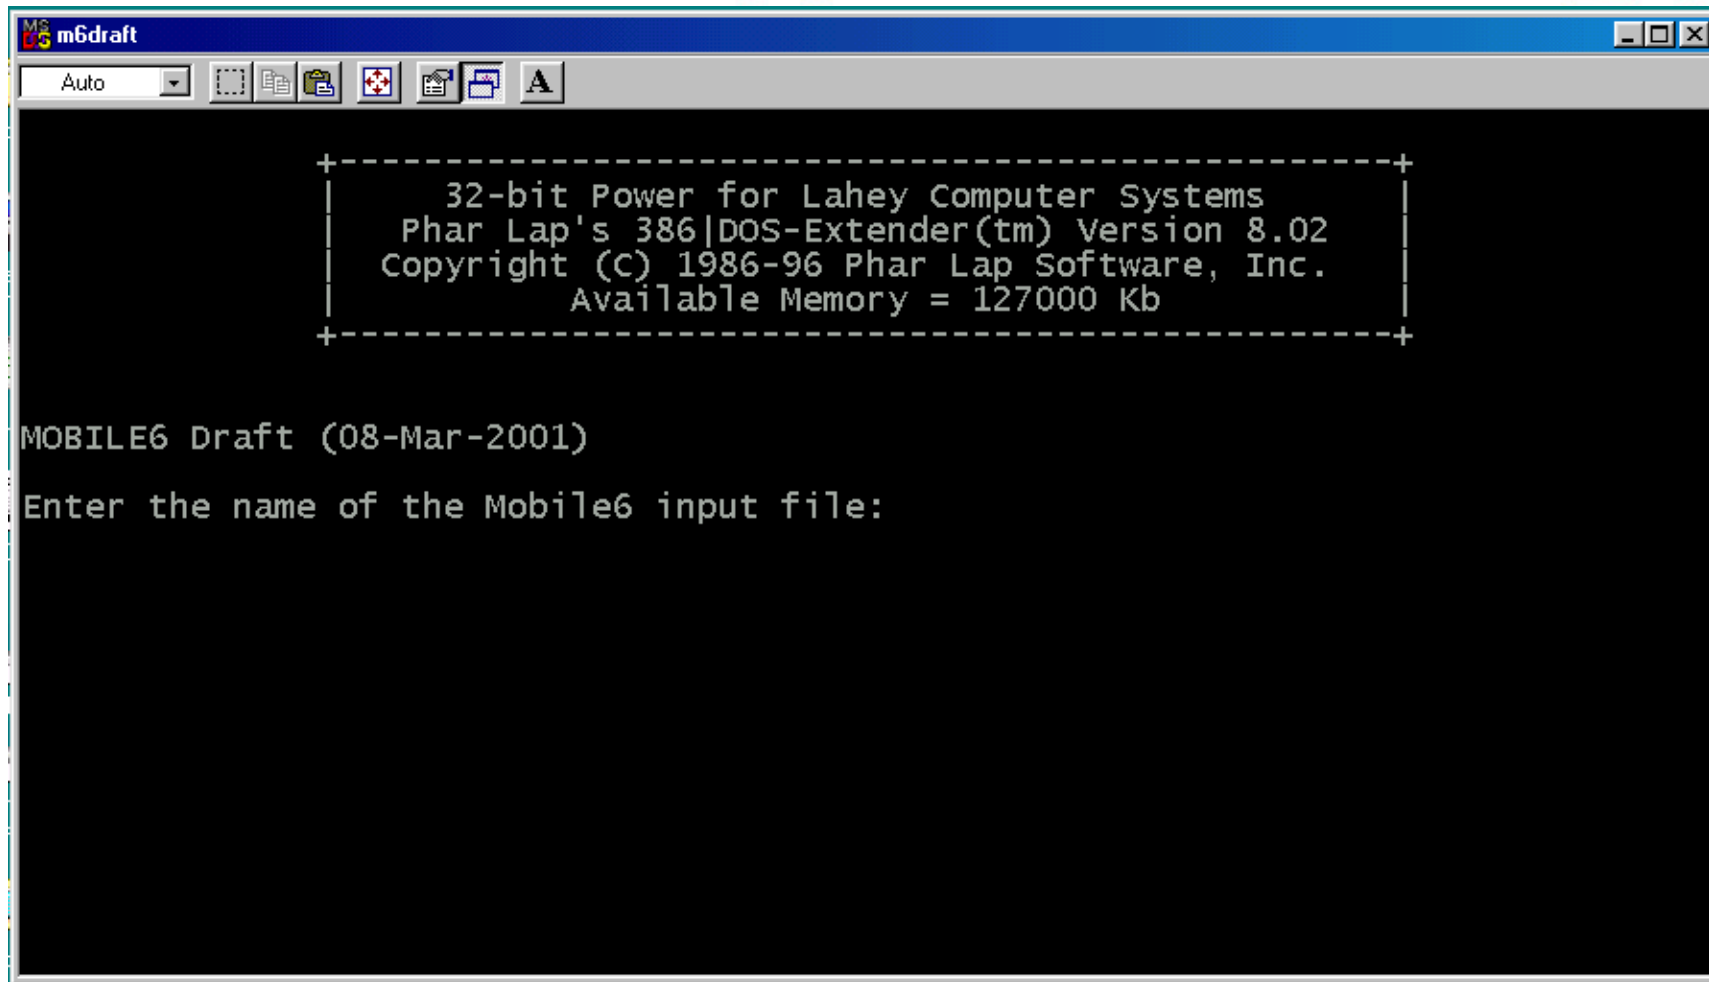 m6draft
Auto
A
+--------------------------------------------------+
| 32-bit Power for Lahey Computer Systems |
| Phar Lap's 386|DOS-Extender(tm) Version 8.02 |
| Copyright (C) 1986-96 Phar Lap Software, Inc. |
| Available Memory = 127000 Kb |
+--------------------------------------------------+
MOBILE6 Draft (08-Mar-2001)
Enter the name of the Mobile6 input file: